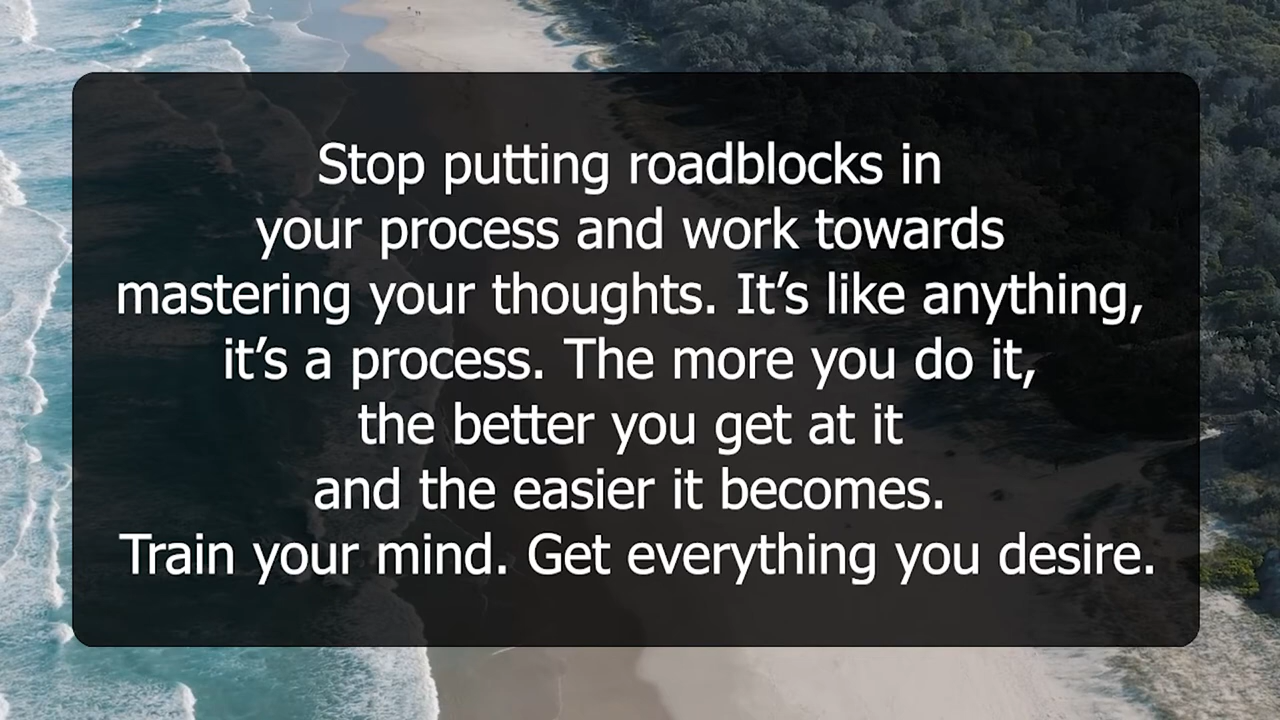 Stop putting roadblocks in
your process and work towards
mastering your thoughts. It’s like anything,
it’s a process. The more you do it,
the better you get at it
and the easier it becomes.
Train your mind. Get everything you desire.